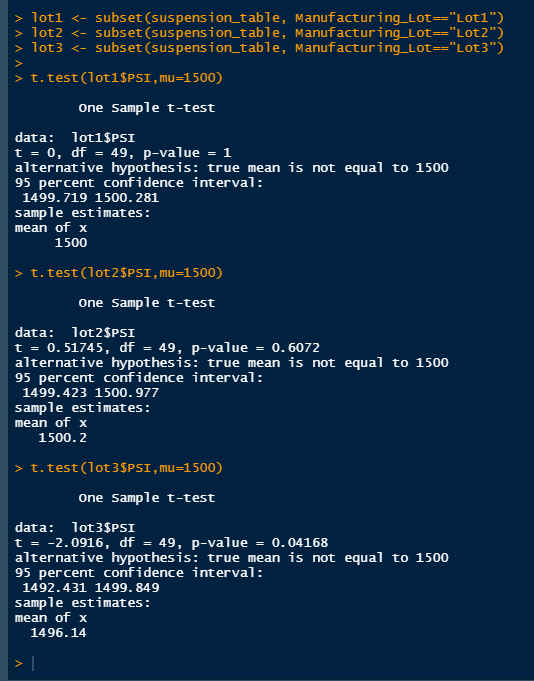 > lot1 <- subset(suspension_table, Manufacturing_Lot=="Lot1")
> lot2 <- subset(suspension_table, Manufacturing_Lot=="Lot2")
> lot3 <- subset(suspension_table, Manufacturing_Lot=="Lot3")
>
> t.test(lot1$PSI,mu=1500)
One Sample t-test
data: lot1$PSI
t = 0, df = 49, p-value = 1
alternative hypothesis: true mean is not equal to 1500
95 percent confidence interval:
1499.719 1500.281
sample estimates:
mean of x
1500
> t.test(lot2$PSI,mu=1500)
One Sample t-test
data: lot2$PSI
t = 0.51745, df = 49, p-value = 0.6072
alternative hypothesis: true mean is not equal to 1500
95 percent confidence interval:
1499.423 1500.977
sample estimates:
mean of x
1500.2
> t.test(lot3$PSI,mu=1500)
One Sample t-test
data: lot3$PSI
t = -2.0916, df = 49, p-value = 0.04168
alternative hypothesis: true mean is not equal to 1500
95 percent confidence interval:
1492.431 1499.849
sample estimates:
mean of x
1496.14
>